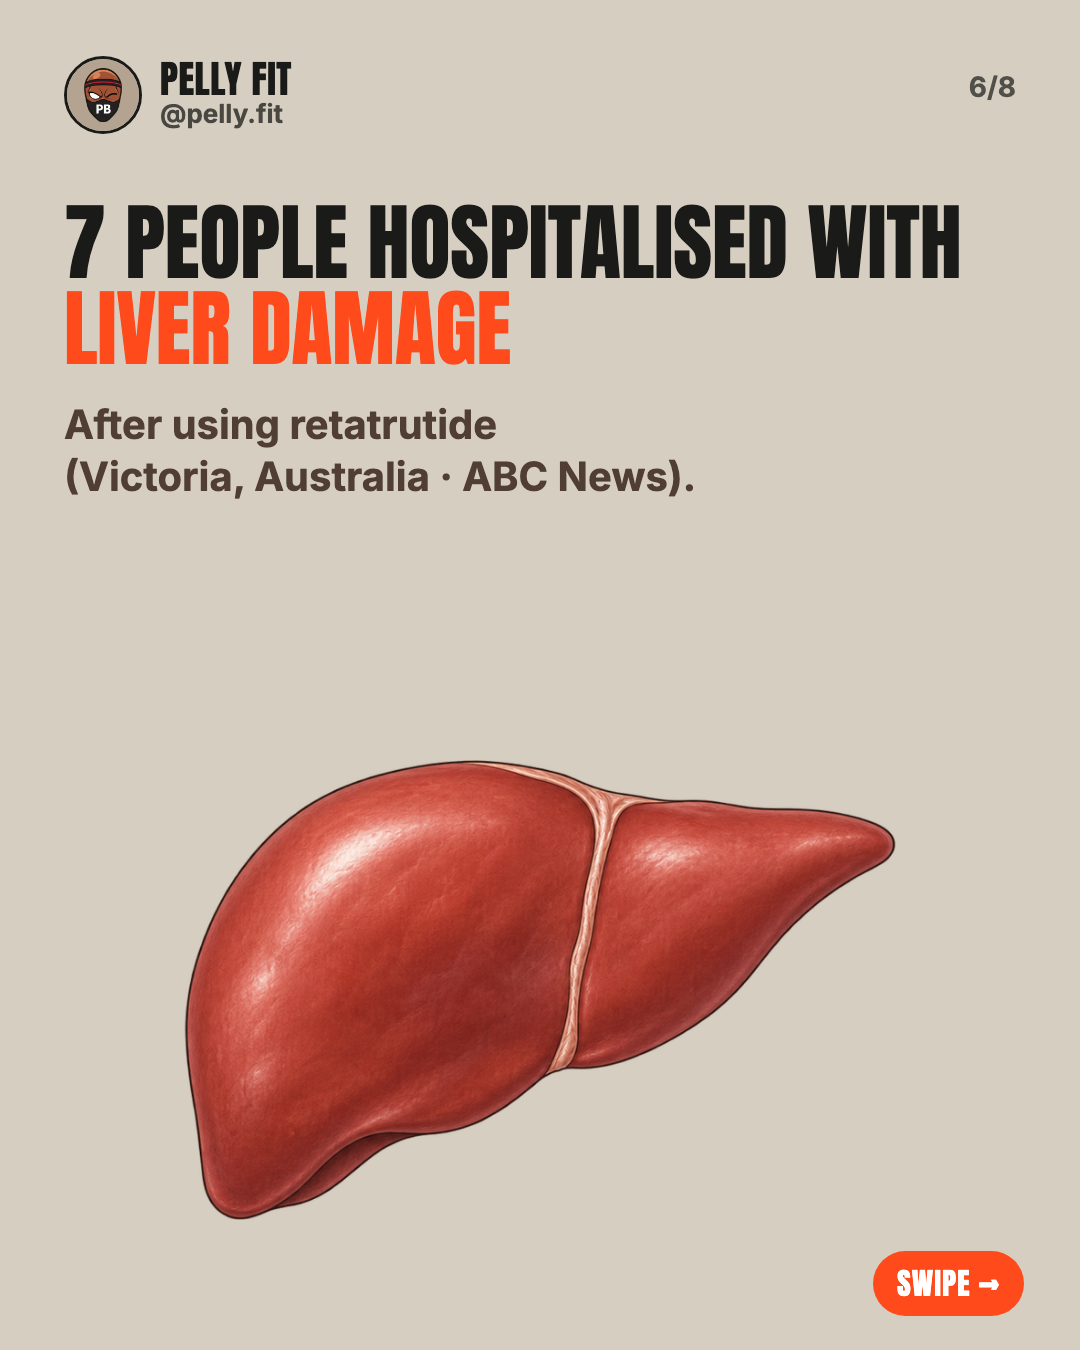 PELLY FIT
@pelly.fit
6/8
PB
7 PEOPLE HOSPITALISED WITH
LIVER DAMAGE
After using retatrutide
(Victoria, Australia · ABC News).
SWIPE →